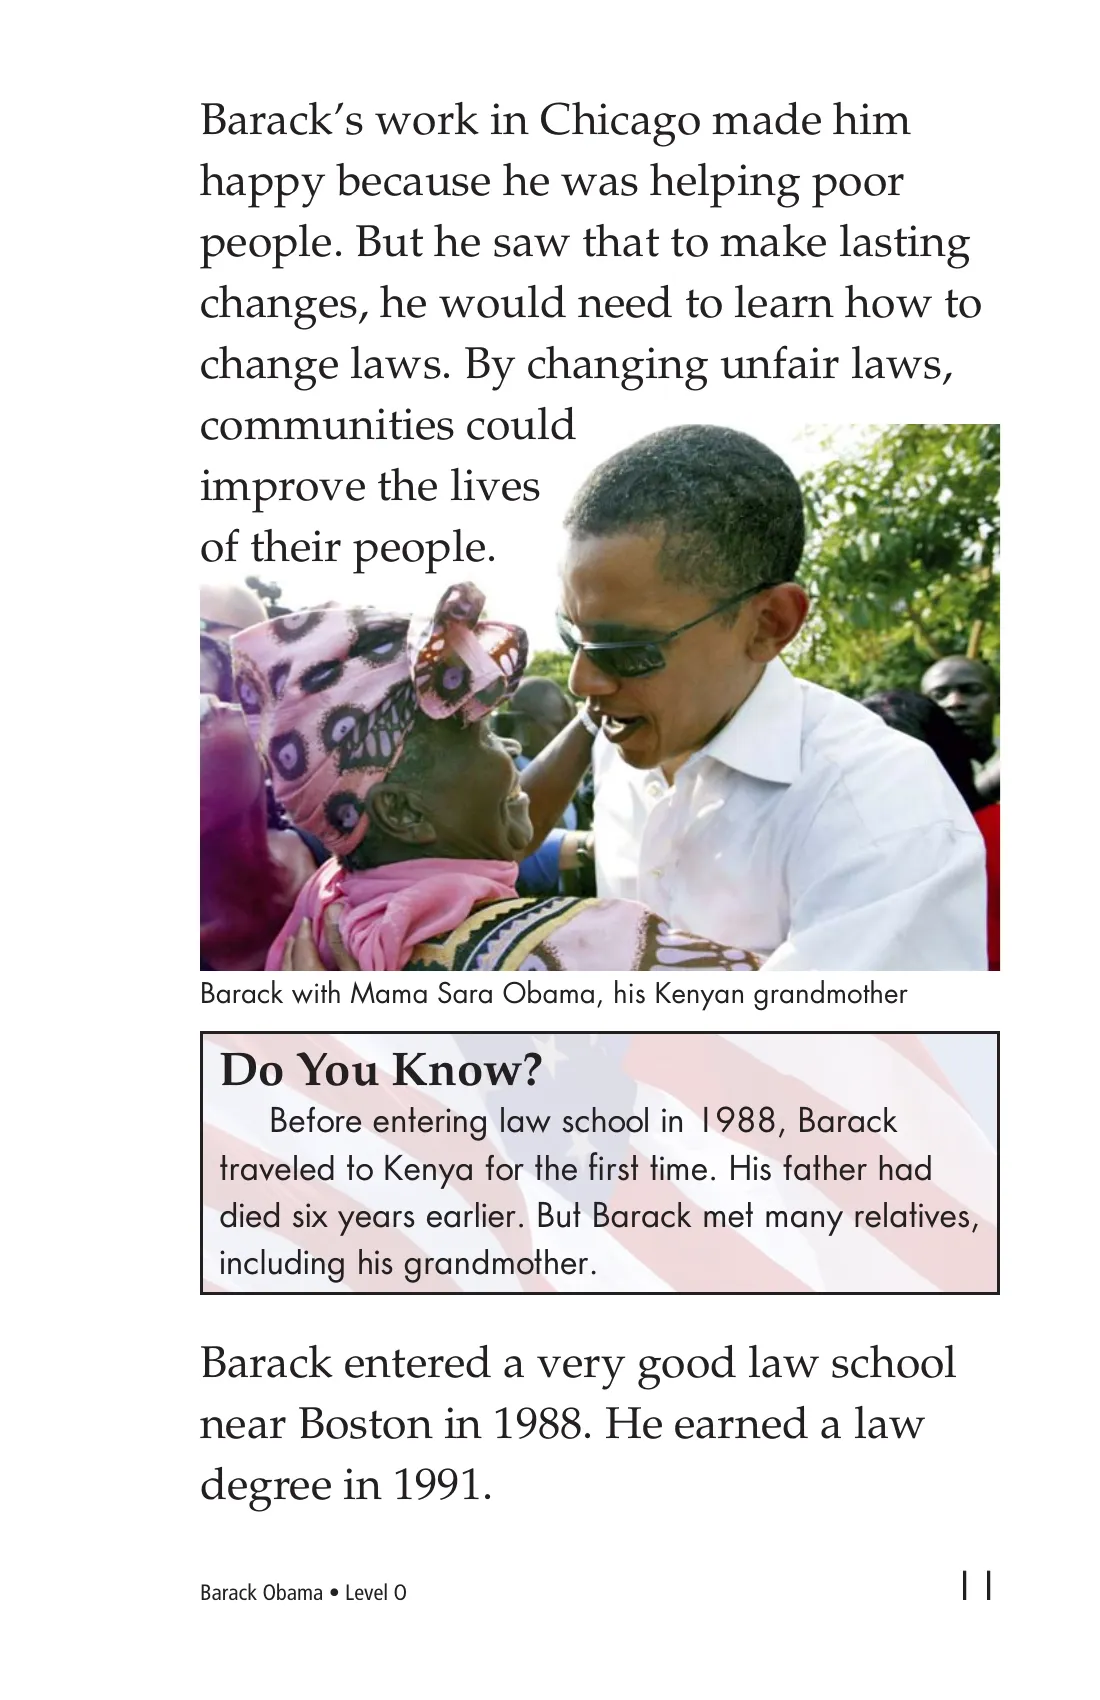 Barack’s work in Chicago made him
happy because he was helping poor
people. But he saw that to make lasting
changes, he would need to learn how to
change laws. By changing unfair laws,
communities could
improve the lives
of their people.
Barack with Mama Sara Obama, his Kenyan grandmother
Do You Know?
Before entering law school in 1988, Barack
traveled to Kenya for the first time. His father had
died six years earlier. But Barack met many relatives,
including his grandmother.
Barack entered a very good law school
near Boston in 1988. He earned a law
degree in 1991.
Barack Obama • Level O
11